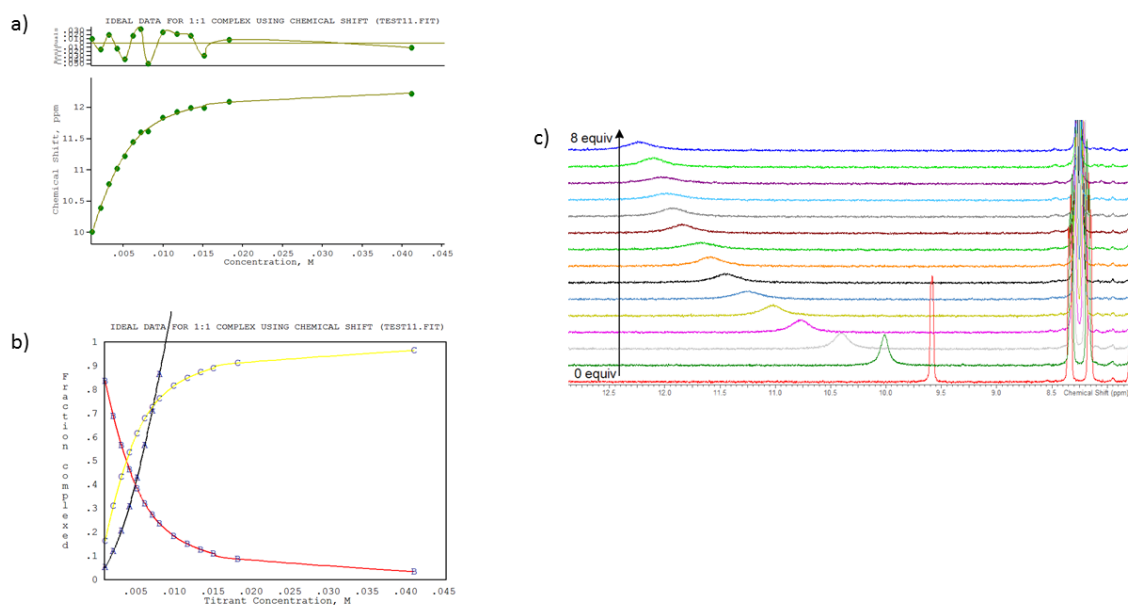 a)
IDEAL DATA FOR 1:1 COMPLEX USING CHEMICAL SHIFT (TEST11.FIT)
.030
.010
.050
Chemical Shift, ppm
12
11.5
11
10.5
10
.005 .010 .015 .020 .025 .030 .035 .040 .045
Concentration, M
b)
IDEAL DATA FOR 1:1 COMPLEX USING CHEMICAL SHIFT (TEST11.FIT)
Fraction complexed
1
.9
.8
.7
.6
.5
.4
.3
.2
.1
0
.005 .010 .015 .020 .025 .030 .035 .040 .045
Titrant Concentration, M
c)
8 equiv
0 equiv
12.5 12.0 11.5 11.0 10.5 10.0 9.5 9.0 8.5
Chemical Shift (ppm)